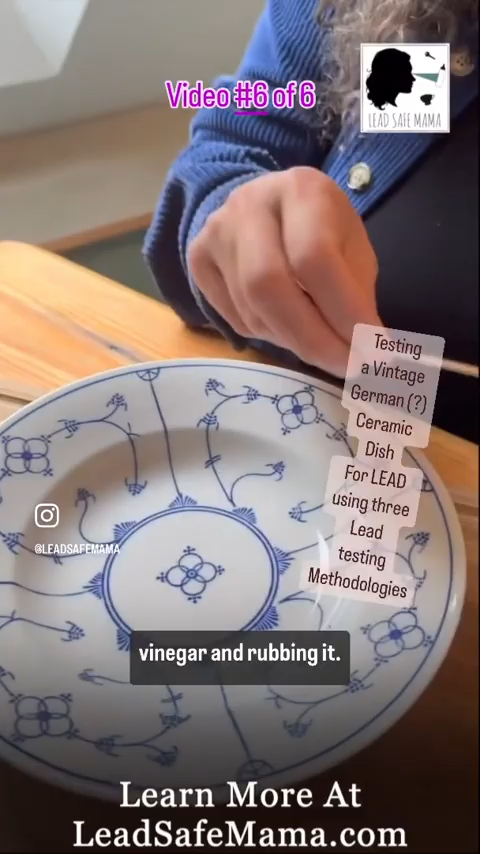 Video #6 of 6
LEAD SAFE MAMA
Testing
a Vintage
German (?)
Ceramic
Dish
For LEAD
using three
Lead
testing
Methodologies
@LEADSAFEMAMA
vinegar and rubbing it.
Learn More At
LeadSafeMama.com